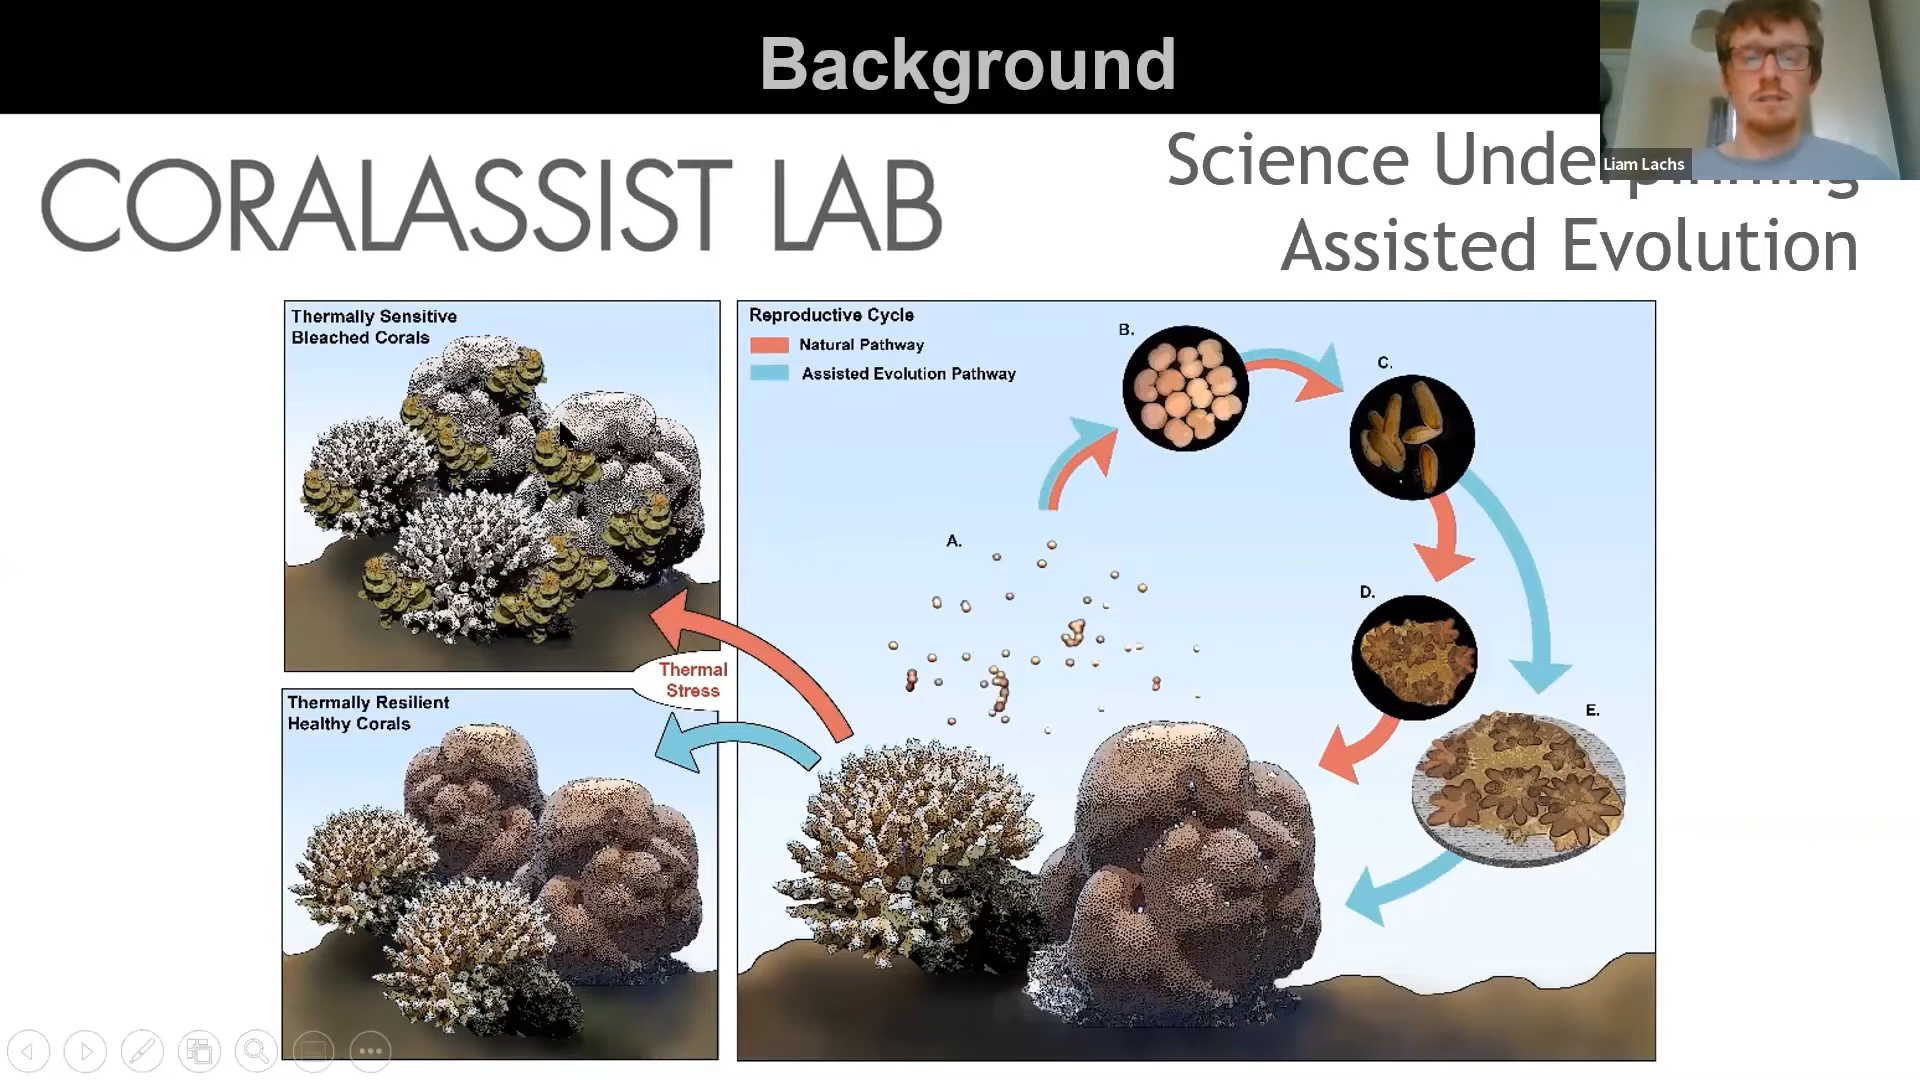 Background
Liam Lachs
CORALASSIST LAB
Science Underpinning
Assisted Evolution
Thermally Sensitive
Bleached Corals
Thermal
Stress
Thermally Resilient
Healthy Corals
Reproductive Cycle
Natural Pathway
Assisted Evolution Pathway
A.
B.
C.
D.
E.